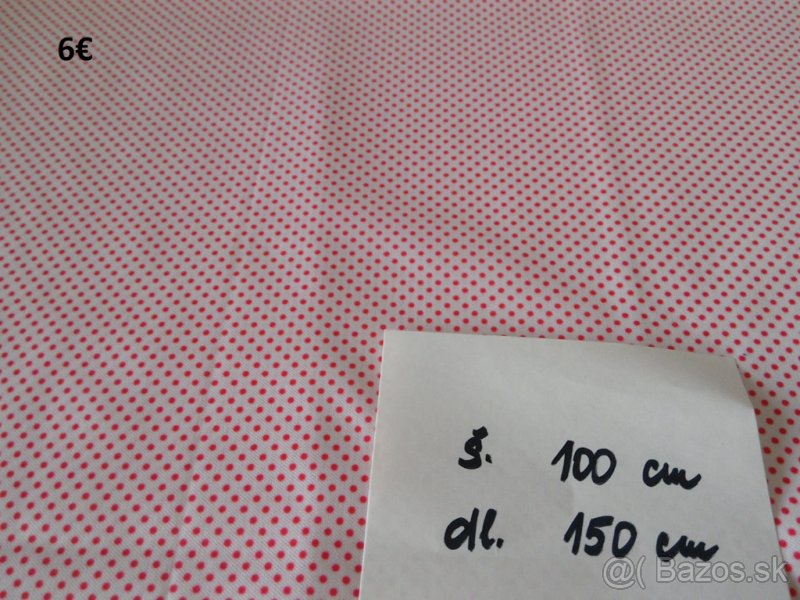 6€
š. 100 cm
dl. 150 cm
@( Bazos.sk